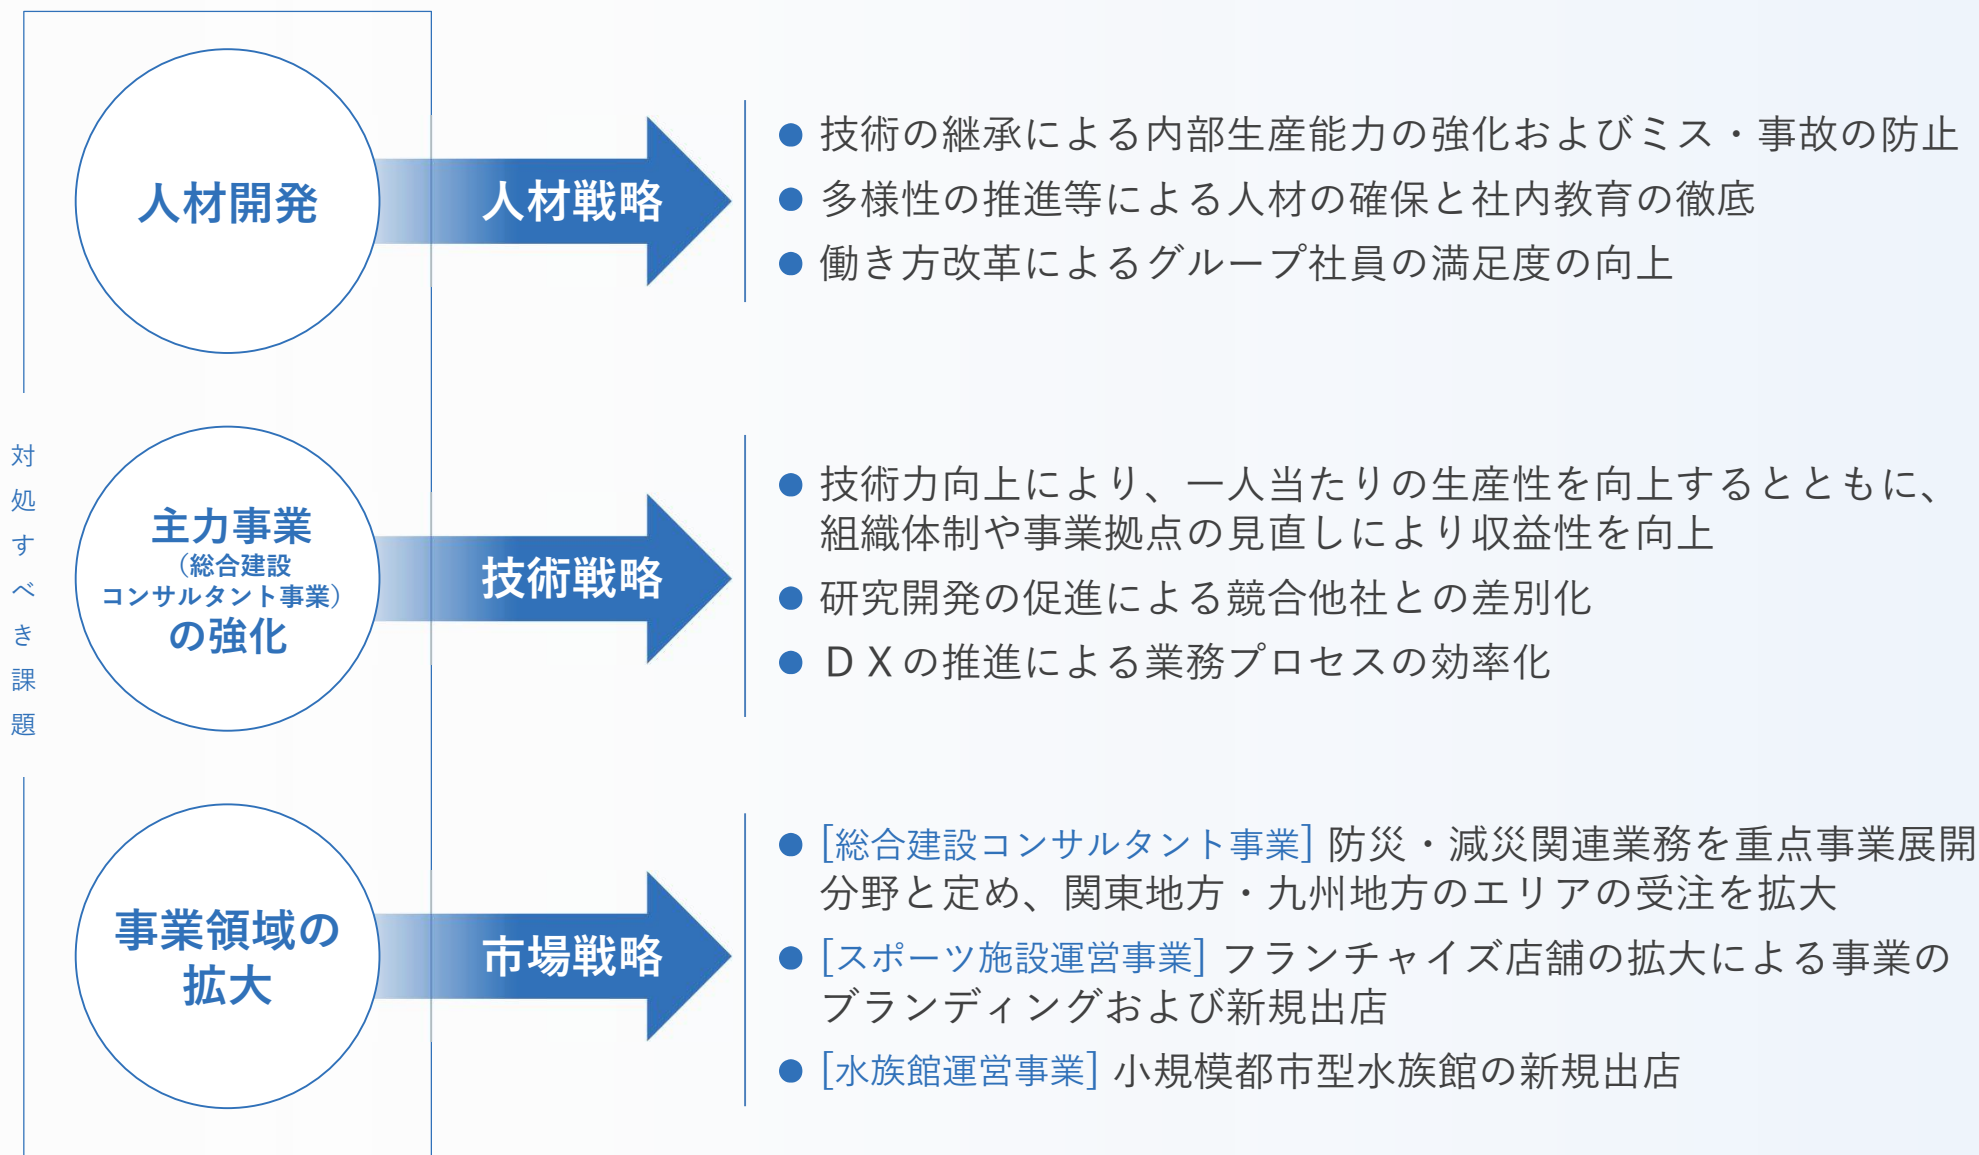 対処すべき課題
人材開発
人材戦略
● 技術の継承による内部生産能力の強化およびミス・事故の防止
● 多様性の推進等による人材の確保と社内教育の徹底
● 働き方改革によるグループ社員の満足度の向上
主力事業
（総合建設
コンサルタント事業）
の強化
技術戦略
● 技術力向上により、一人当たりの生産性を向上するとともに、
組織体制や事業拠点の見直しにより収益性を向上
● 研究開発の促進による競合他社との差別化
● ＤＸの推進による業務プロセスの効率化
事業領域の
拡大
市場戦略
● [総合建設コンサルタント事業] 防災・減災関連業務を重点事業展開
分野と定め、関東地方・九州地方のエリアの受注を拡大
● [スポーツ施設運営事業] フランチャイズ店舗の拡大による事業の
ブランディングおよび新規出店
● [水族館運営事業] 小規模都市型水族館の新規出店